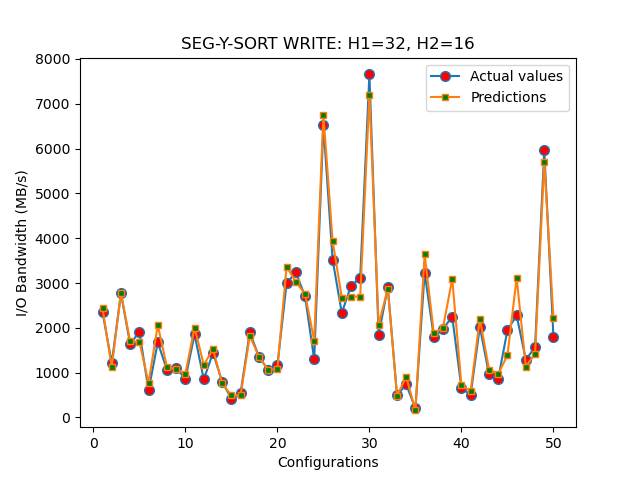 SEG-Y-SORT WRITE: H1=32, H2=16
Actual values
Predictions
I/O Bandwidth (MB/s)
8000
7000
6000
5000
4000
3000
2000
1000
0
0 10 20 30 40 50
Configurations